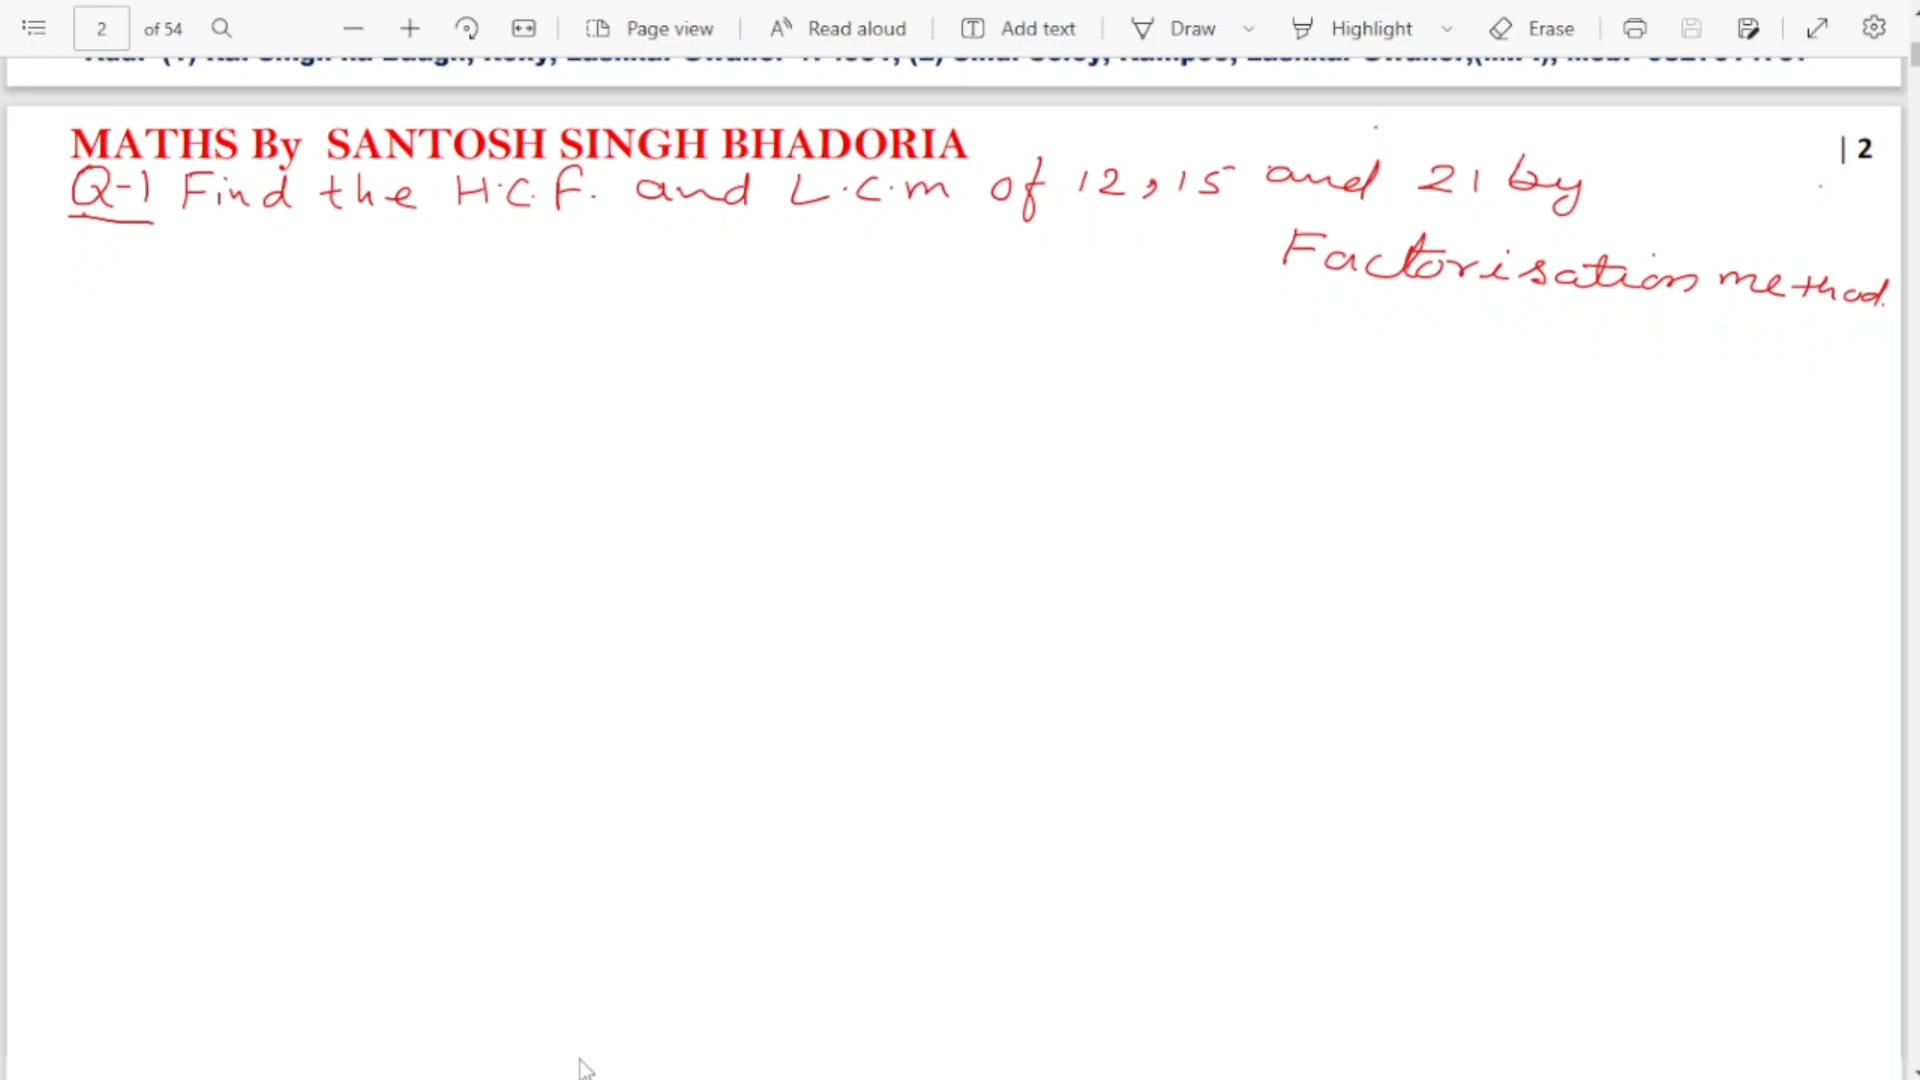 2 of 54 Page view Read aloud Add text Draw Highlight Erase
MATHS By SANTOSH SINGH BHADORIA | 2
Q-1 Find the H.C.F. and L.C.M of 12, 15 and 21 by
Factorisation method.